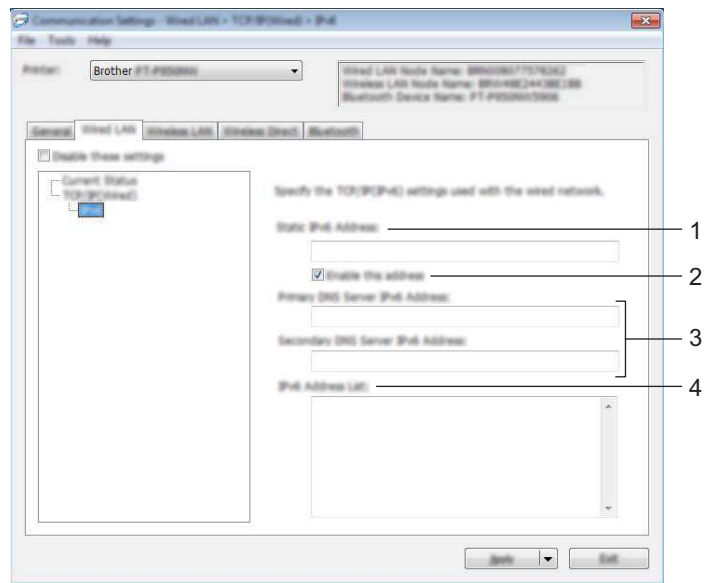 Communication Settings - Wired LAN > TCP/IP(Wired) > IPv6
File Tools Help
Printer: Brother PT-P950NW
Wired LAN Node Name:
Wireless LAN Node Name:
Bluetooth Device Name:
General Wired LAN Wireless LAN Wireless Direct Bluetooth
Disable these settings
Current Status
TCP/IP(Wired)
Specify the TCP/IP(IPv6) settings used with the wired network.
Static IPv6 Address: 1
Enable this address 2
Primary DNS Server IPv6 Address:
3
Secondary DNS Server IPv6 Address:
IPv6 Address List: 4
Apply Exit